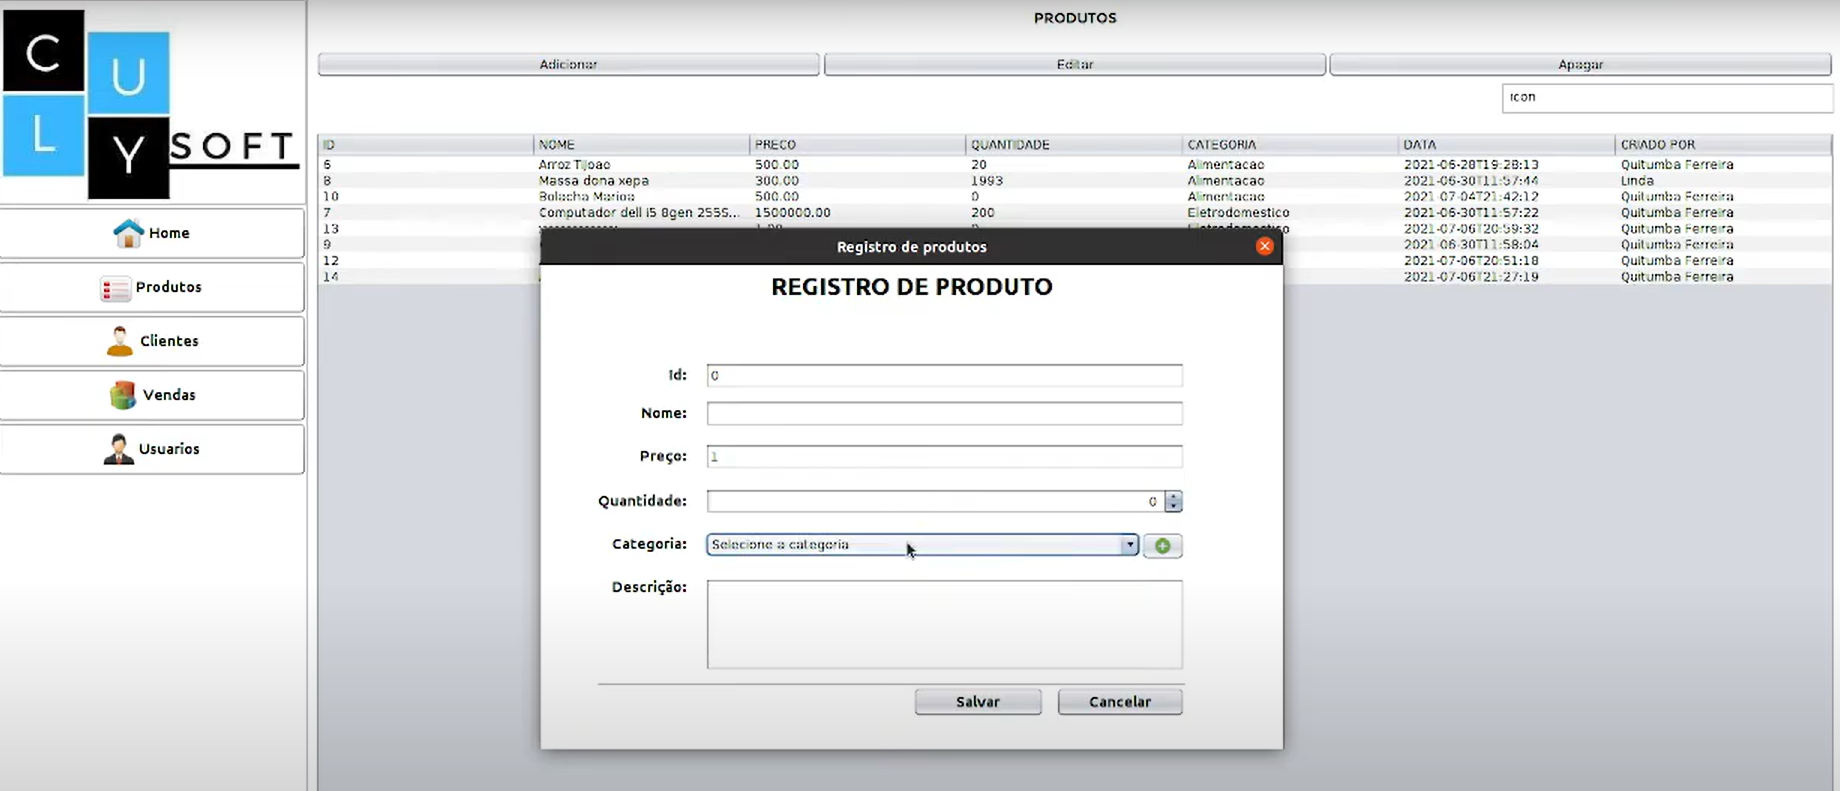 C
U
L
Y SOFT
Home
Produtos
Clientes
Vendas
Usuarios
PRODUTOS
Adicionar Editar Apagar
icon
ID NOME PRECO QUANTIDADE CATEGORIA DATA CRIADO POR
6 Arroz Tijoao 500.00 20 Alimentacao 2021-06-28T19:28:13 Quitumba Ferreira
8 Massa dona xepa 300.00 1993 Alimentacao 2021-06-30T11:57:44 Linda
10 Bolacha Marioa 500.00 0 Alimentacao 2021-07-04T21:42:12 Quitumba Ferreira
7 Computador dell i5 8gen 255S... 1500000.00 200 Eletrodomestico 2021-06-30T11:57:22 Quitumba Ferreira
13 Eletrodomestico 2021-07-06T20:59:32 Quitumba Ferreira
9 2021-06-30T11:58:04 Quitumba Ferreira
12 2021-07-06T20:51:18 Quitumba Ferreira
14 2021-07-06T21:27:19 Quitumba Ferreira
Registro de produtos
REGISTRO DE PRODUTO
Id: 0
Nome:
Preço: 1
Quantidade: 0
Categoria: Selecione a categoria
Descrição:
Salvar Cancelar